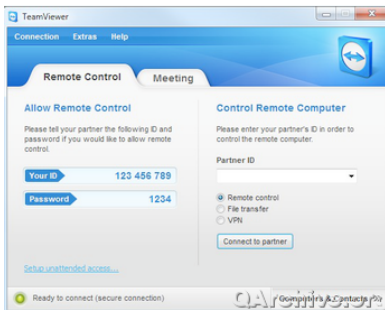 TeamViewer
Connection Extras Help
Remote Control Meeting
Allow Remote Control
Please tell your partner the following ID and
password if you would like to allow remote
control.
Your ID 123 456 789
Password 1234
Setup unattended access...
Control Remote Computer
Please enter your partner's ID in order to
control the remote computer.
Partner ID
Remote control
File transfer
VPN
Connect to partner
Ready to connect (secure connection)
Computers & Contacts
QArchive.org